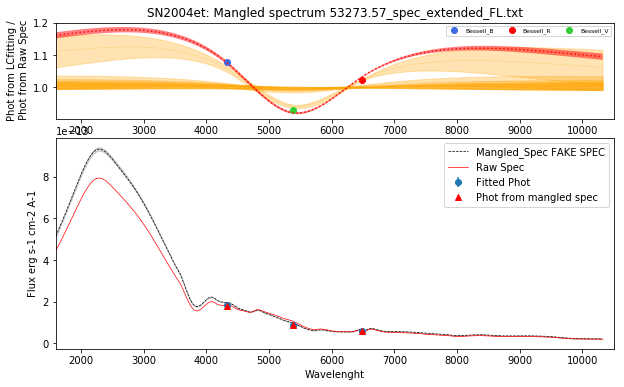 SN2004et: Mangled spectrum 53273.57_spec_extended_FL.txt
Phot from LCfitting /
Phot from Raw Spec
1.2
1.1
1.0
Bessell_B
Bessell_R
Bessell_V
2000 3000 4000 5000 6000 7000 8000 9000 10000
Flux erg s-1 cm-2 A-1
8
6
4
2
0
Mangled_Spec FAKE SPEC
Raw Spec
Fitted Phot
Phot from mangled spec
2000 3000 4000 5000 6000 7000 8000 9000 10000
Wavelenght